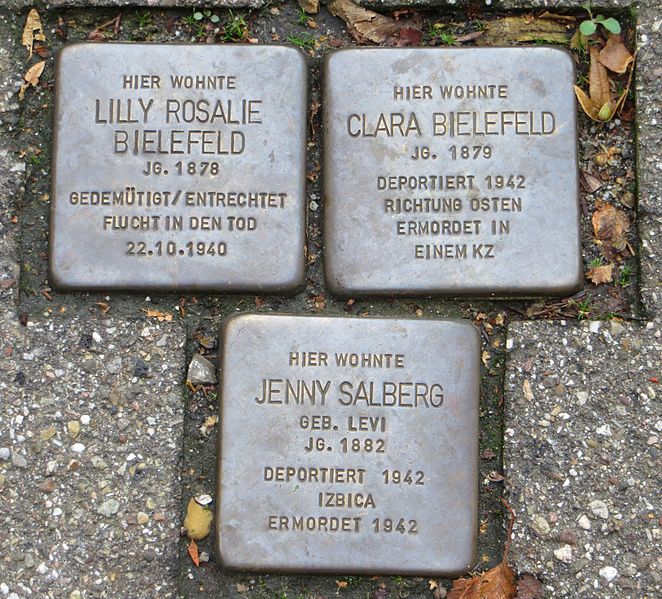 HIER WOHNTE
LILLY ROSALIE
BIELEFELD
JG. 1878
GEDEMÜTIGT/ENTRECHTET
FLUCHT IN DEN TOD
22.10.1940
HIER WOHNTE
CLARA BIELEFELD
JG. 1879
DEPORTIERT 1942
RICHTUNG OSTEN
ERMORDET IN
EINEM KZ
HIER WOHNTE
JENNY SALBERG
GEB. LEVI
JG. 1882
DEPORTIERT 1942
IZBICA
ERMORDET 1942